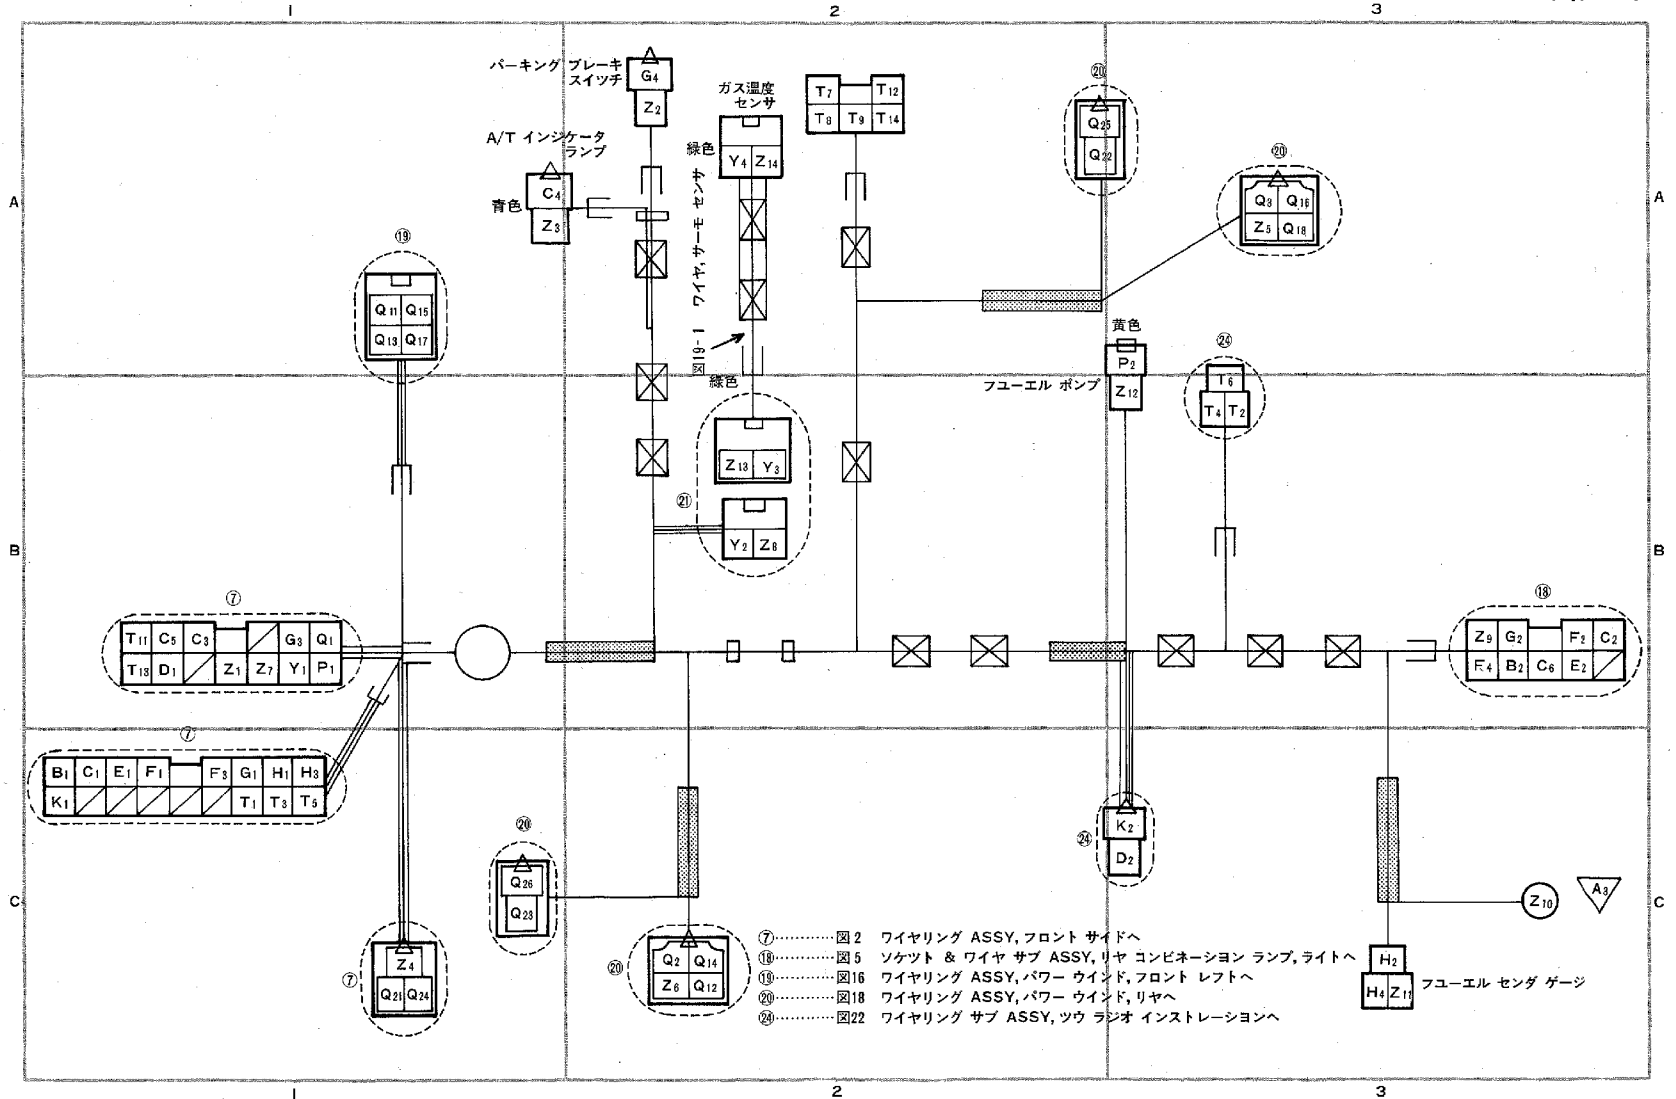 1
2
3
パーキング ブレーキ
スイツチ
G4
Z2
A/T インジケータ
ランプ
青色
C4
Z3
ガス温度
センサ
緑色
Y4 Z14
ワイヤ,サーモ センサ
図19-1
緑色
T7 T12
T8 T9 T14
⑳
Q25
Q22
⑳
Q3 Q16
Z5 Q18
A
A
⑲
Q11 Q15
Q13 Q17
黄色
P2
Z12
フユーエル ポンプ
㉔
T6
T4 T2
Z13 Y3
㉑
Y2 Z8
B
B
⑦
T11 C5 C3 G3 Q1
T13 D1 Z1 Z7 Y1 P1
⑱
Z9 G2 F2 C2
F4 B2 C6 E2
⑦
B1 C1 E1 F1 F3 G1 H1 H3
K1 T1 T3 T5
⑳
Q26
Q23
㉔
K2
D2
C
C
Z10
A3
⑦
Z4
Q21 Q24
⑳
Q2 Q14
Z6 Q12
H2
H4 Z11
フユーエル センダ ゲージ
⑦………図2 ワイヤリング ASSY,フロント サイドへ
⑱………図5 ソケツト & ワイヤ サブ ASSY,リヤ コンビネーシヨン ランプ,ライトへ
⑲………図16 ワイヤリング ASSY,パワー ウインド,フロント レフトへ
⑳………図18 ワイヤリング ASSY,パワー ウインド,リヤへ
㉔………図22 ワイヤリング サブ ASSY,ツウ ラジオ インストレーシヨンへ
1
2
3